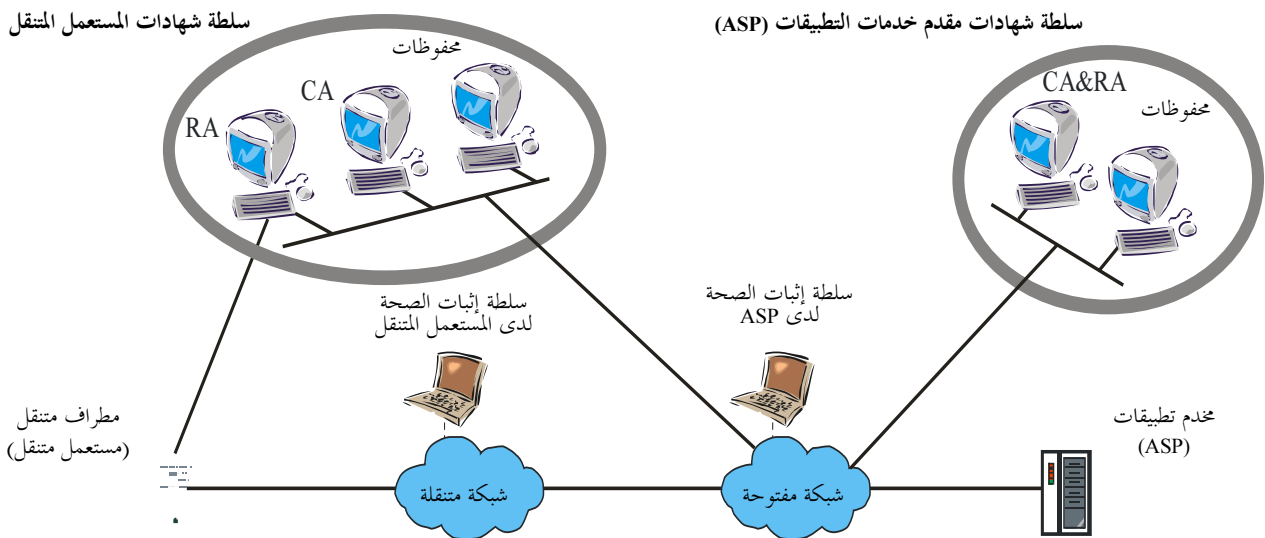 سلطة شهادات مقدم خدمات التطبيقات (ASP)
سلطة شهادات المستعمل المتنقل
محفوظات
CA
RA
CA&RA
محفوظات
سلطة إثبات الصحة
لدى ASP
سلطة إثبات الصحة
لدى المستعمل المتنقل
مخدم تطبيقات
(ASP)
مطراف متنقل
(مستعمل متنقل)
شبكة مفتوحة
شبكة متنقلة